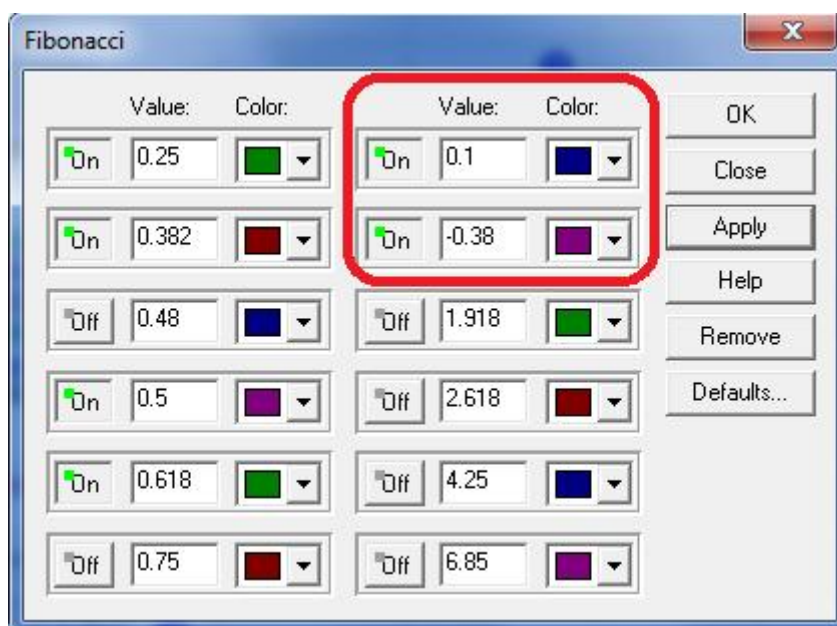 Fibonacci
Value: Color: Value: Color:
On 0.25 On 0.1 OK
Close
On 0.382 On -0.38 Apply
Help
Off 0.48 Off 1.918
Remove
On 0.5 Off 2.618 Defaults...
On 0.618 Off 4.25
Off 0.75 Off 6.85